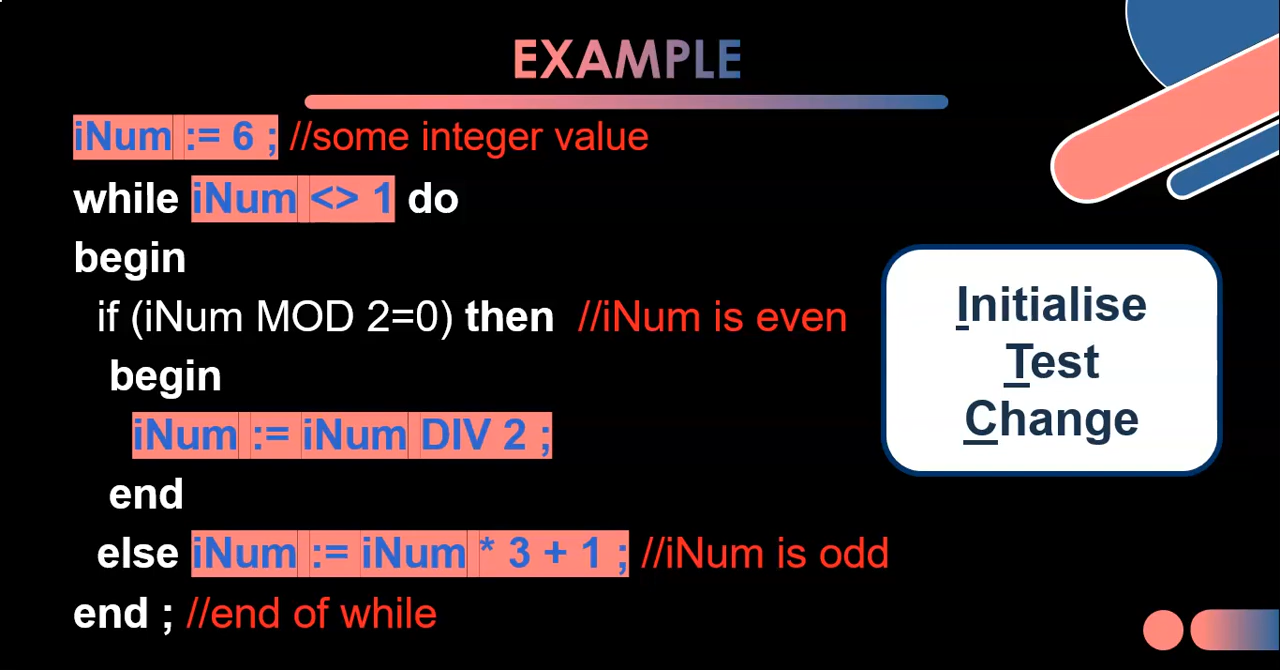 EXAMPLE
iNum := 6 ; //some integer value
while iNum <> 1 do
begin
if (iNum MOD 2=0) then //iNum is even
begin
iNum := iNum DIV 2 ;
end
else iNum := iNum * 3 + 1 ; //iNum is odd
end ; //end of while
Initialise
Test
Change